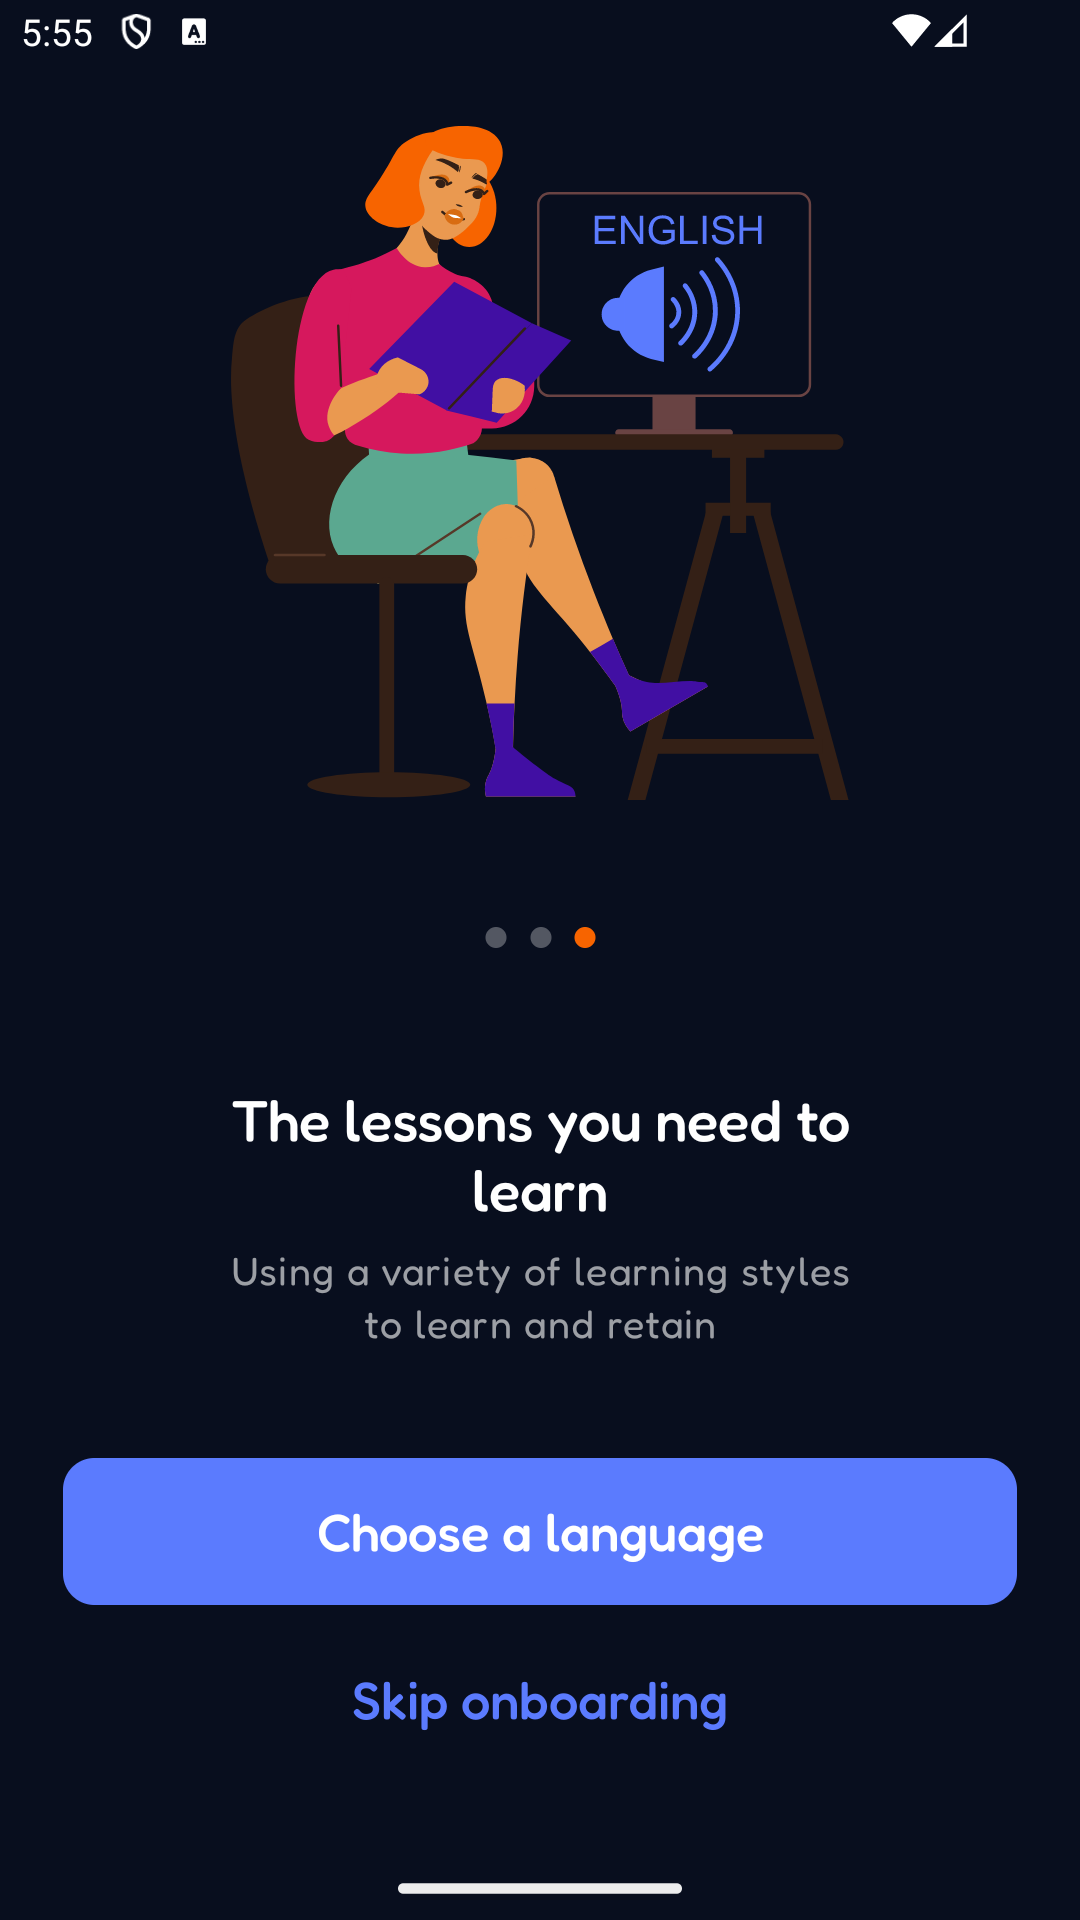 5:55
ENGLISH
The lessons you need to
learn
Using a variety of learning styles
to learn and retain
Choose a language
Skip onboarding